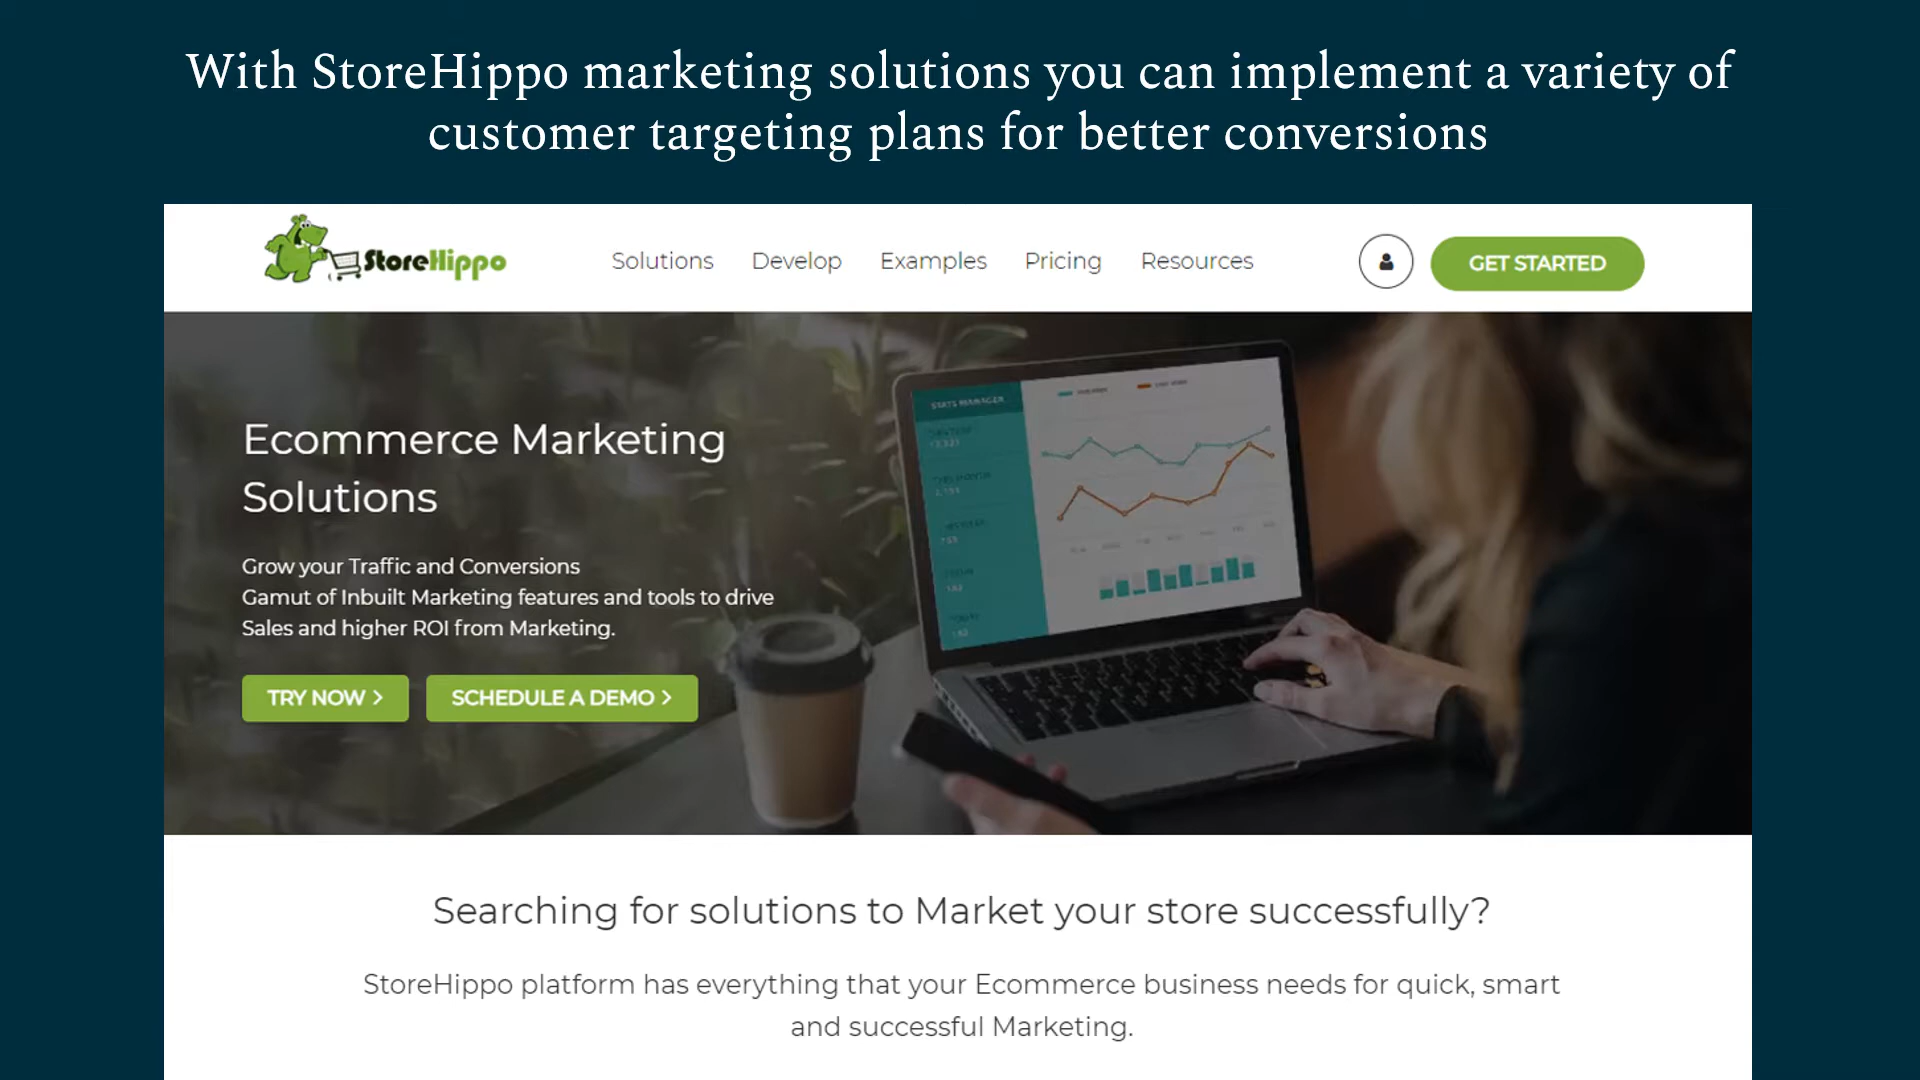 With StoreHippo marketing solutions you can implement a variety of
customer targeting plans for better conversions
StoreHippo
Solutions
Develop
Examples
Pricing
Resources
GET STARTED
Ecommerce Marketing
Solutions
Grow your Traffic and Conversions
Gamut of Inbuilt Marketing features and tools to drive
Sales and higher ROI from Marketing.
TRY NOW >
SCHEDULE A DEMO >
STATS MANAGER
Searching for solutions to Market your store successfully?
StoreHippo platform has everything that your Ecommerce business needs for quick, smart
and successful Marketing.